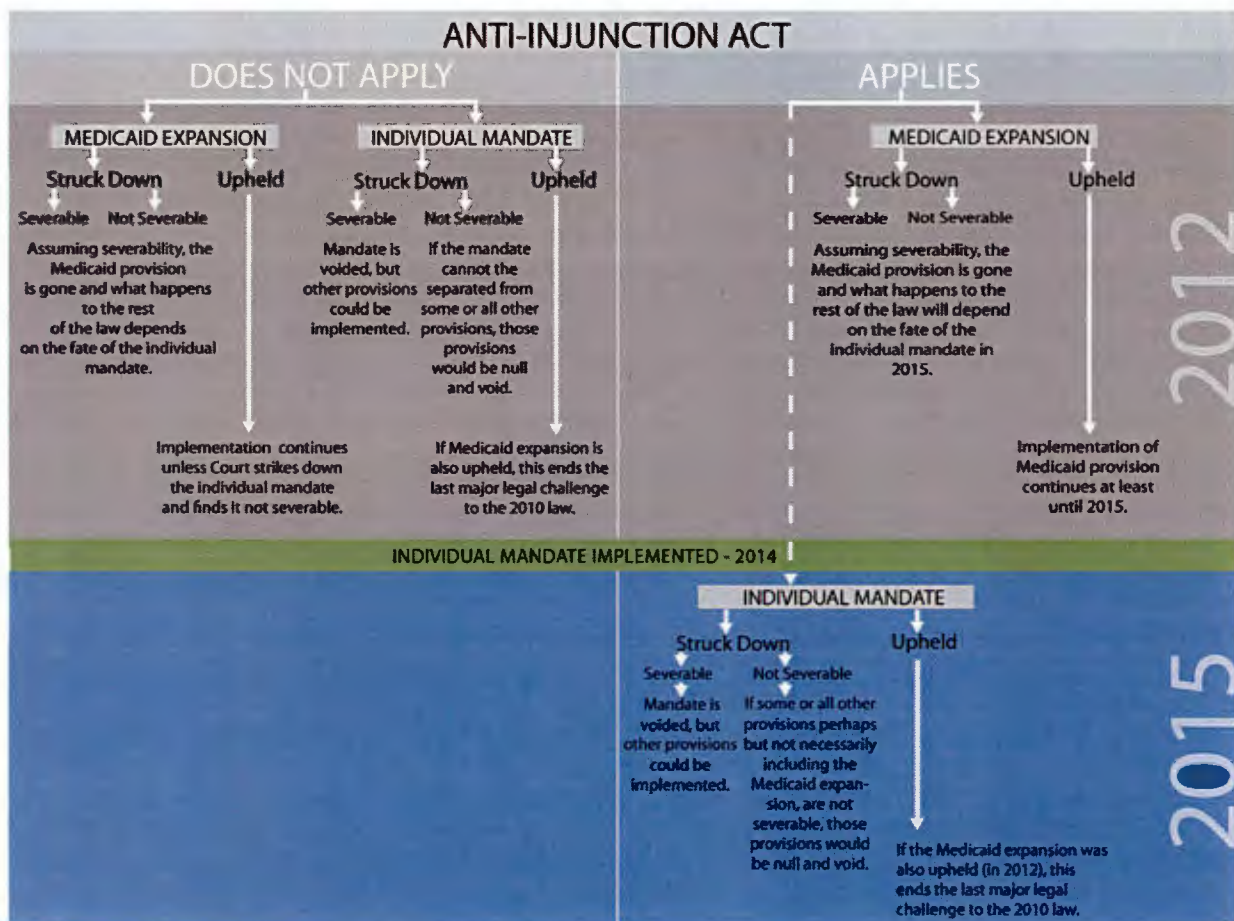 ANTI-INJUNCTION ACT
DOES NOT APPLY
APPLIES
MEDICAID EXPANSION
INDIVIDUAL MANDATE
MEDICAID EXPANSION
Struck Down
Upheld
Struck Down
Upheld
Struck Down
Upheld
Severable
Not Severable
Severable
Not Severable
Severable
Not Severable
Assuming severability, the
Medicaid provision
is gone and what happens
to the rest
of the law depends
on the fate of the individual
mandate.
Mandate is
voided, but
other provisions
could be
implemented.
If the mandate
cannot the
separated from
some or all other
provisions, those
provisions
would be null
and void.
Assuming severability, the
Medicaid provision is gone
and what happens to the
rest of the law will depend
on the fate of the
individual mandate in
2015.
2012
Implementation continues
unless Court strikes down
the individual mandate
and finds it not severable.
If Medicaid expansion is
also upheld, this ends the
last major legal challenge
to the 2010 law.
Implementation of
Medicaid provision
continues at least
until 2015.
INDIVIDUAL MANDATE IMPLEMENTED - 2014
INDIVIDUAL MANDATE
Struck Down
Upheld
Severable
Not Severable
Mandate is
voided, but
other provisions
could be
implemented.
If some or all other
provisions perhaps
but not necessarily
including the
Medicaid expan-
sion, are not
severable, those
provisions would
be null and void.
If the Medicaid expansion was
also upheld (in 2012), this
ends the last major legal
challenge to the 2010 law.
2015